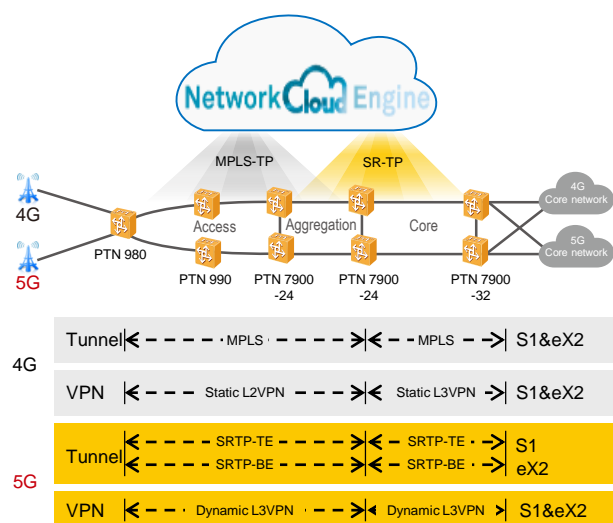 Network Cloud Engine
MPLS-TP
SR-TP
4G
5G
PTN 980
Access
Aggregation
Core
4G
Core network
5G
Core network
PTN 990
PTN 7900
-24
PTN 7900
-24
PTN 7900
-32
4G
Tunnel
MPLS
MPLS
S1&eX2
VPN
Static L2VPN
Static L3VPN
S1&eX2
5G
Tunnel
SRTP-TE
SRTP-TE
S1
SRTP-BE
SRTP-BE
eX2
VPN
Dynamic L3VPN
Dynamic L3VPN
S1&eX2